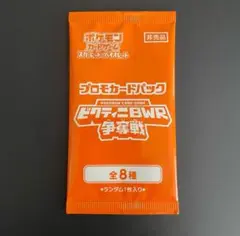 ポケモン
カードゲーム
非売品
プロモカードパック
ビクティニBWR
争奪戦
全8種
ランダム1枚入り